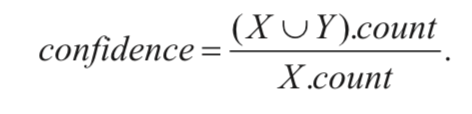 confidence = (X ∪ Y).count / X.count .